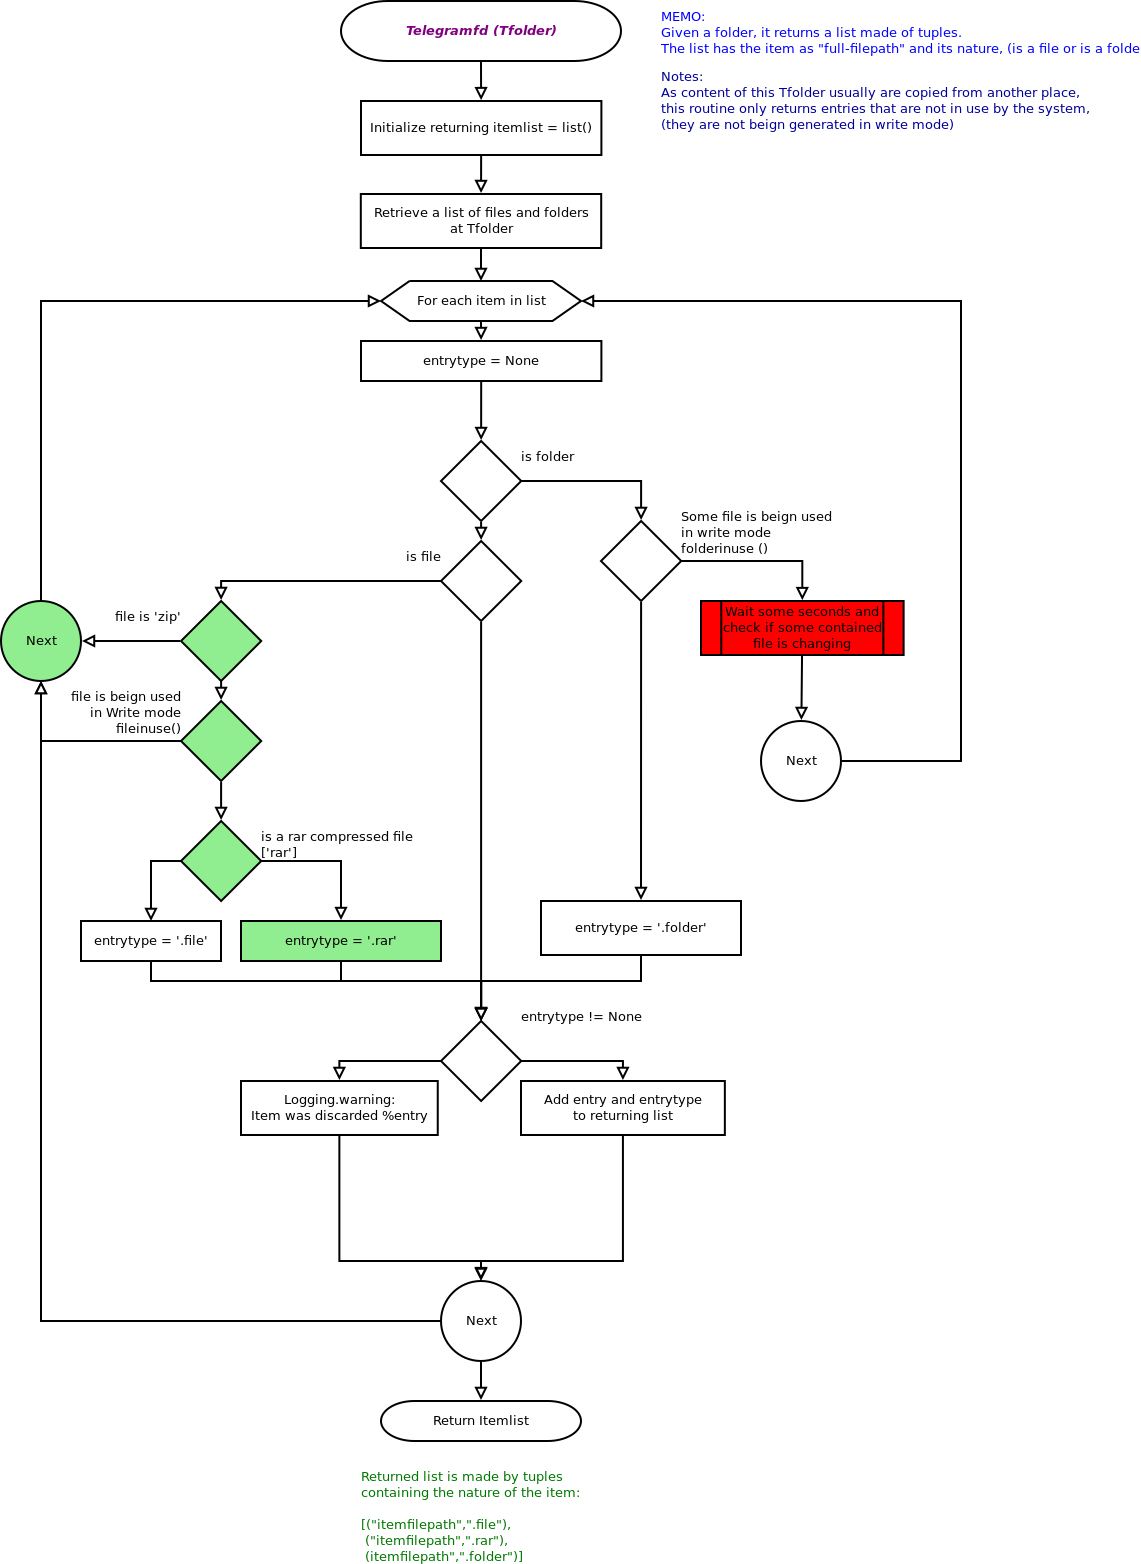 Telegramfd (Tfolder)
MEMO:
Given a folder, it returns a list made of tuples.
The list has the item as "full-filepath" and its nature, (is a file or is a folde
Notes:
As content of this Tfolder usually are copied from another place,
this routine only returns entries that are not in use by the system,
(they are not beign generated in write mode)
Initialize returning itemlist = list()
Retrieve a list of files and folders
at Tfolder
For each item in list
entrytype = None
is folder
Some file is beign used
in write mode
folderinuse ()
is file
Wait some seconds and
check if some contained
file is changing
file is 'zip'
Next
file is beign used
in Write mode
fileinuse()
Next
is a rar compressed file
['rar']
entrytype = '.file'
entrytype = '.rar'
entrytype = '.folder'
entrytype != None
Logging.warning:
Item was discarded %entry
Add entry and entrytype
to returning list
Next
Return Itemlist
Returned list is made by tuples
containing the nature of the item:
[("itemfilepath",".file"),
("itemfilepath",".rar"),
(itemfilepath",".folder")]